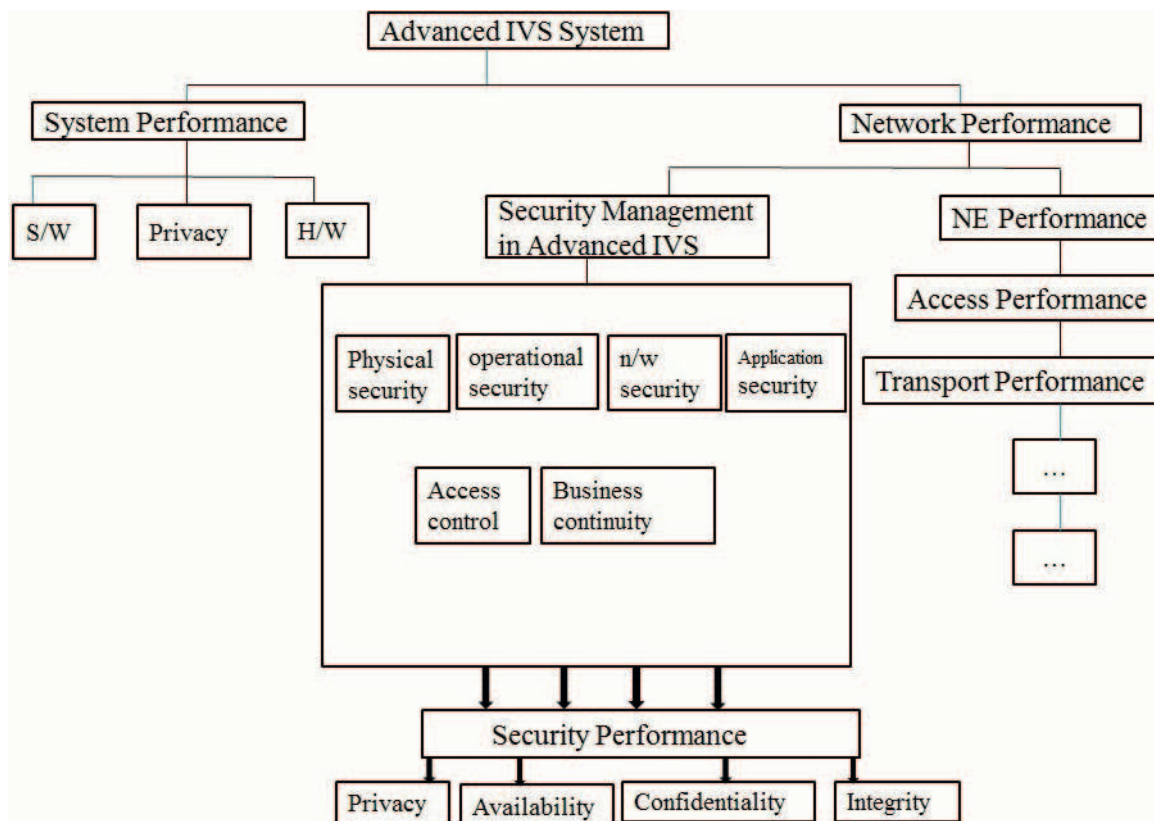 Advanced IVS System
System Performance
Network Performance
S/W
Privacy
H/W
Security Management
in Advanced IVS
NE Performance
Access Performance
Transport Performance
...
...
Physical
security
operational
security
n/w
security
Application
security
Access
control
Business
continuity
Security Performance
Privacy
Availability
Confidentiality
Integrity